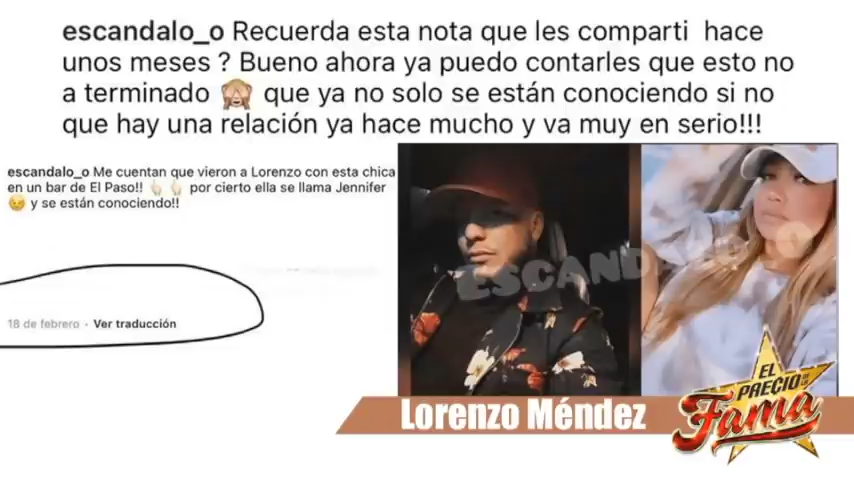 escandalo_o Recuerda esta nota que les comparti hace
unos meses ? Bueno ahora ya puedo contarles que esto no
a terminado 🙈 que ya no solo se están conociendo si no
que hay una relación ya hace mucho y va muy en serio!!!
escandalo_o Me cuentan que vieron a Lorenzo con esta chica
en un bar de El Paso!! 👆🏻 👆🏻 por cierto ella se llama Jennifer
😉 y se están conociendo!!
18 de febrero · Ver traducción
ESCANDALO_O
Lorenzo Méndez
EL
PRECIO DE LA
Fama